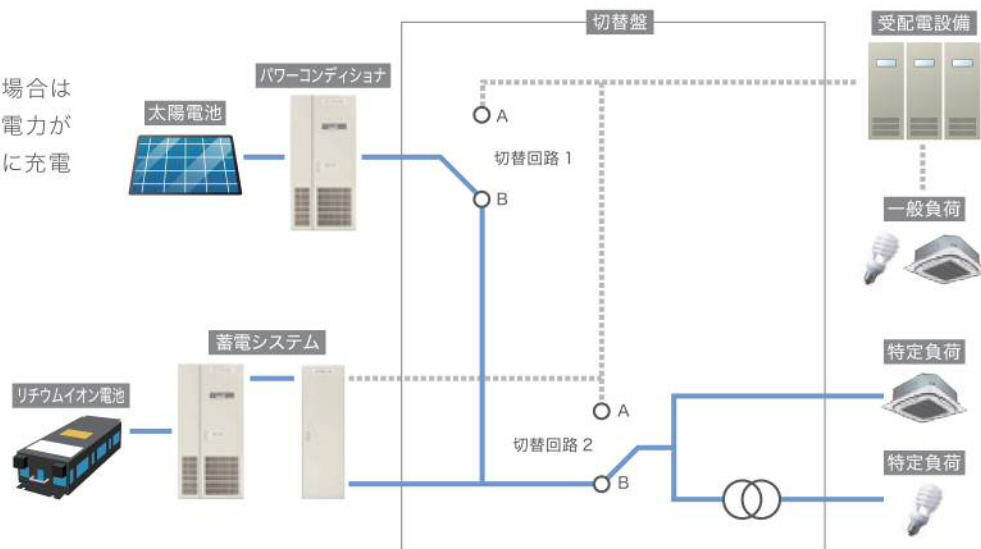 場合は
電力が
に充電
切替盤
受配電設備
パワーコンディショナ
太陽電池
A
切替回路 1
B
一般負荷
蓄電システム
リチウムイオン電池
特定負荷
A
切替回路 2
B
特定負荷